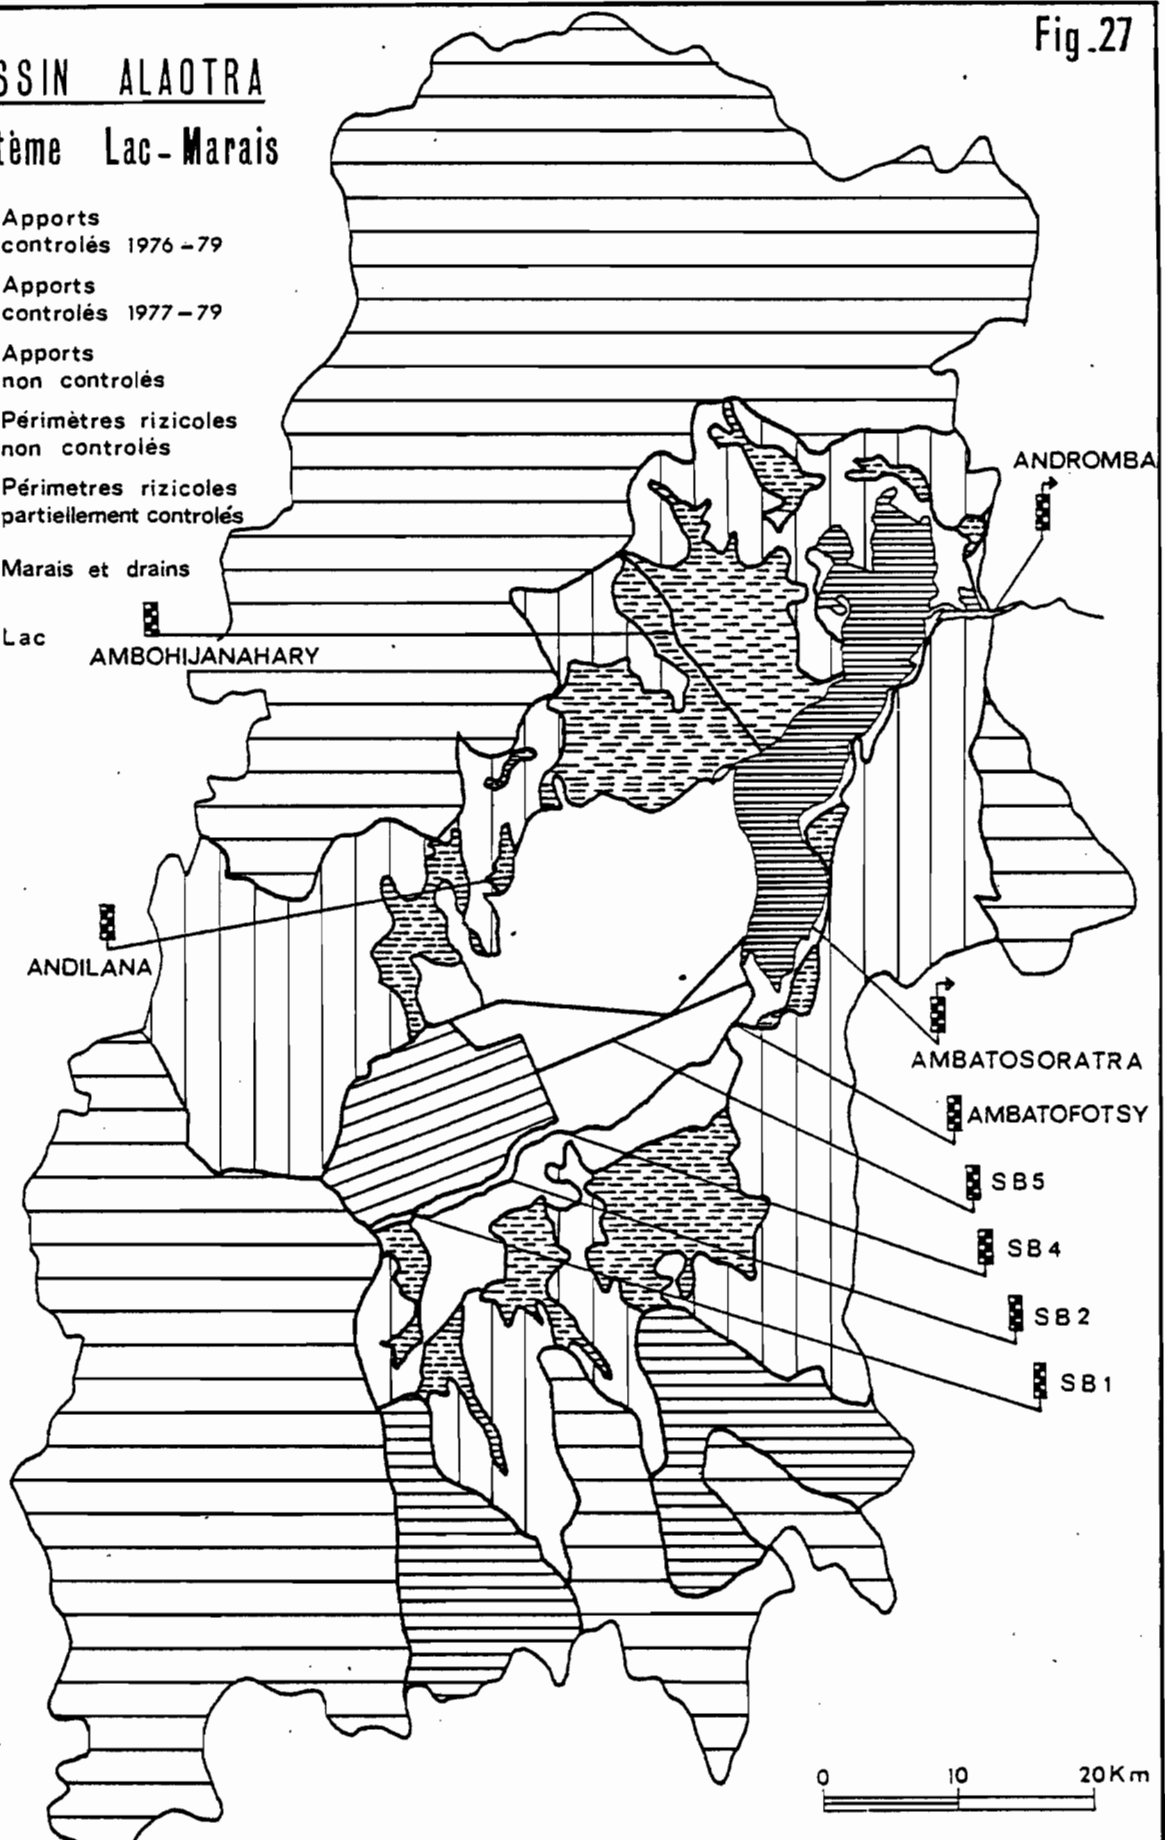 Fig.27
SSIN ALAOTRA
tème Lac-Marais
Apports
controlés 1976-79
Apports
controlés 1977-79
Apports
non controlés
Périmètres rizicoles
non controlés
Périmetres rizicoles
partiellement controlés
Marais et drains
Lac
ANDROMBA
AMBOHIJANAHARY
ANDILANA
AMBATOSORATRA
AMBATOFOTSY
SB5
SB4
SB2
SB1
0 10 20Km